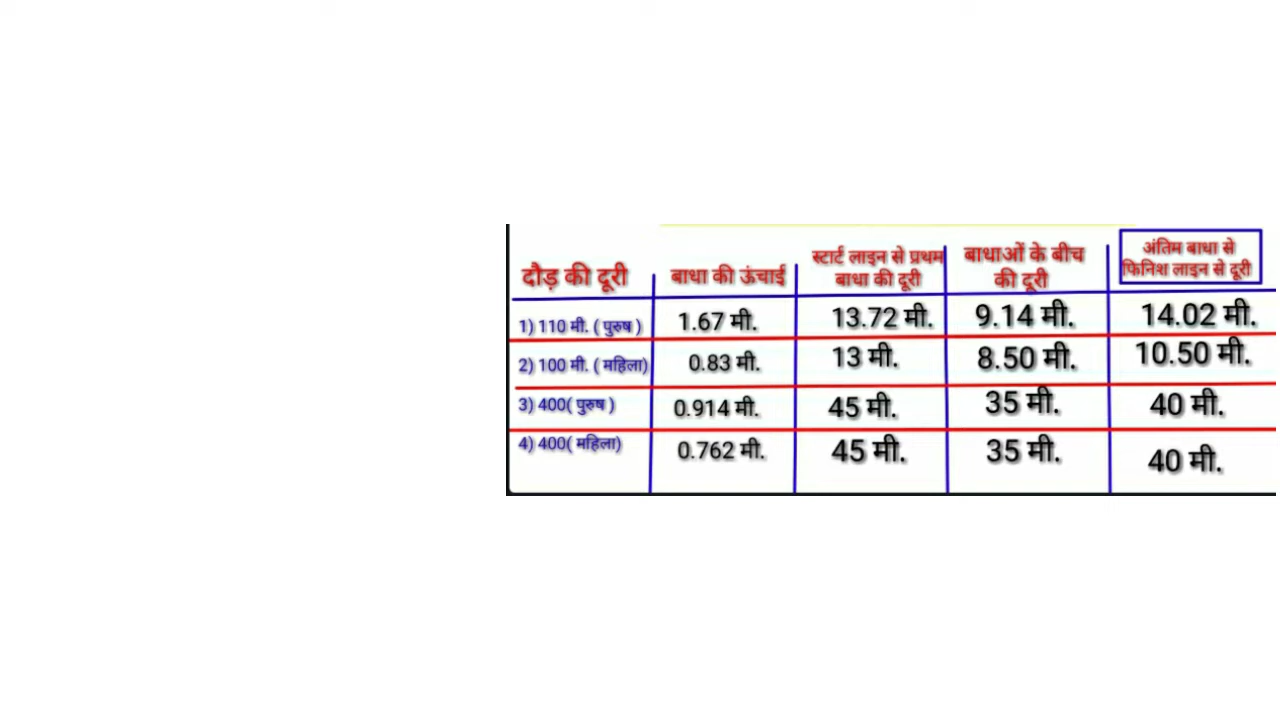 दौड़ की दूरी बाधा की ऊंचाई स्टार्ट लाइन से प्रथम बाधा की दूरी बाधाओं के बीच की दूरी अंतिम बाधा से फिनिश लाइन से दूरी
1) 110 मी. ( पुरुष ) 1.67 मी. 13.72 मी. 9.14 मी. 14.02 मी.
2) 100 मी. ( महिला) 0.83 मी. 13 मी. 8.50 मी. 10.50 मी.
3) 400( पुरुष ) 0.914 मी. 45 मी. 35 मी. 40 मी.
4) 400( महिला) 0.762 मी. 45 मी. 35 मी. 40 मी.